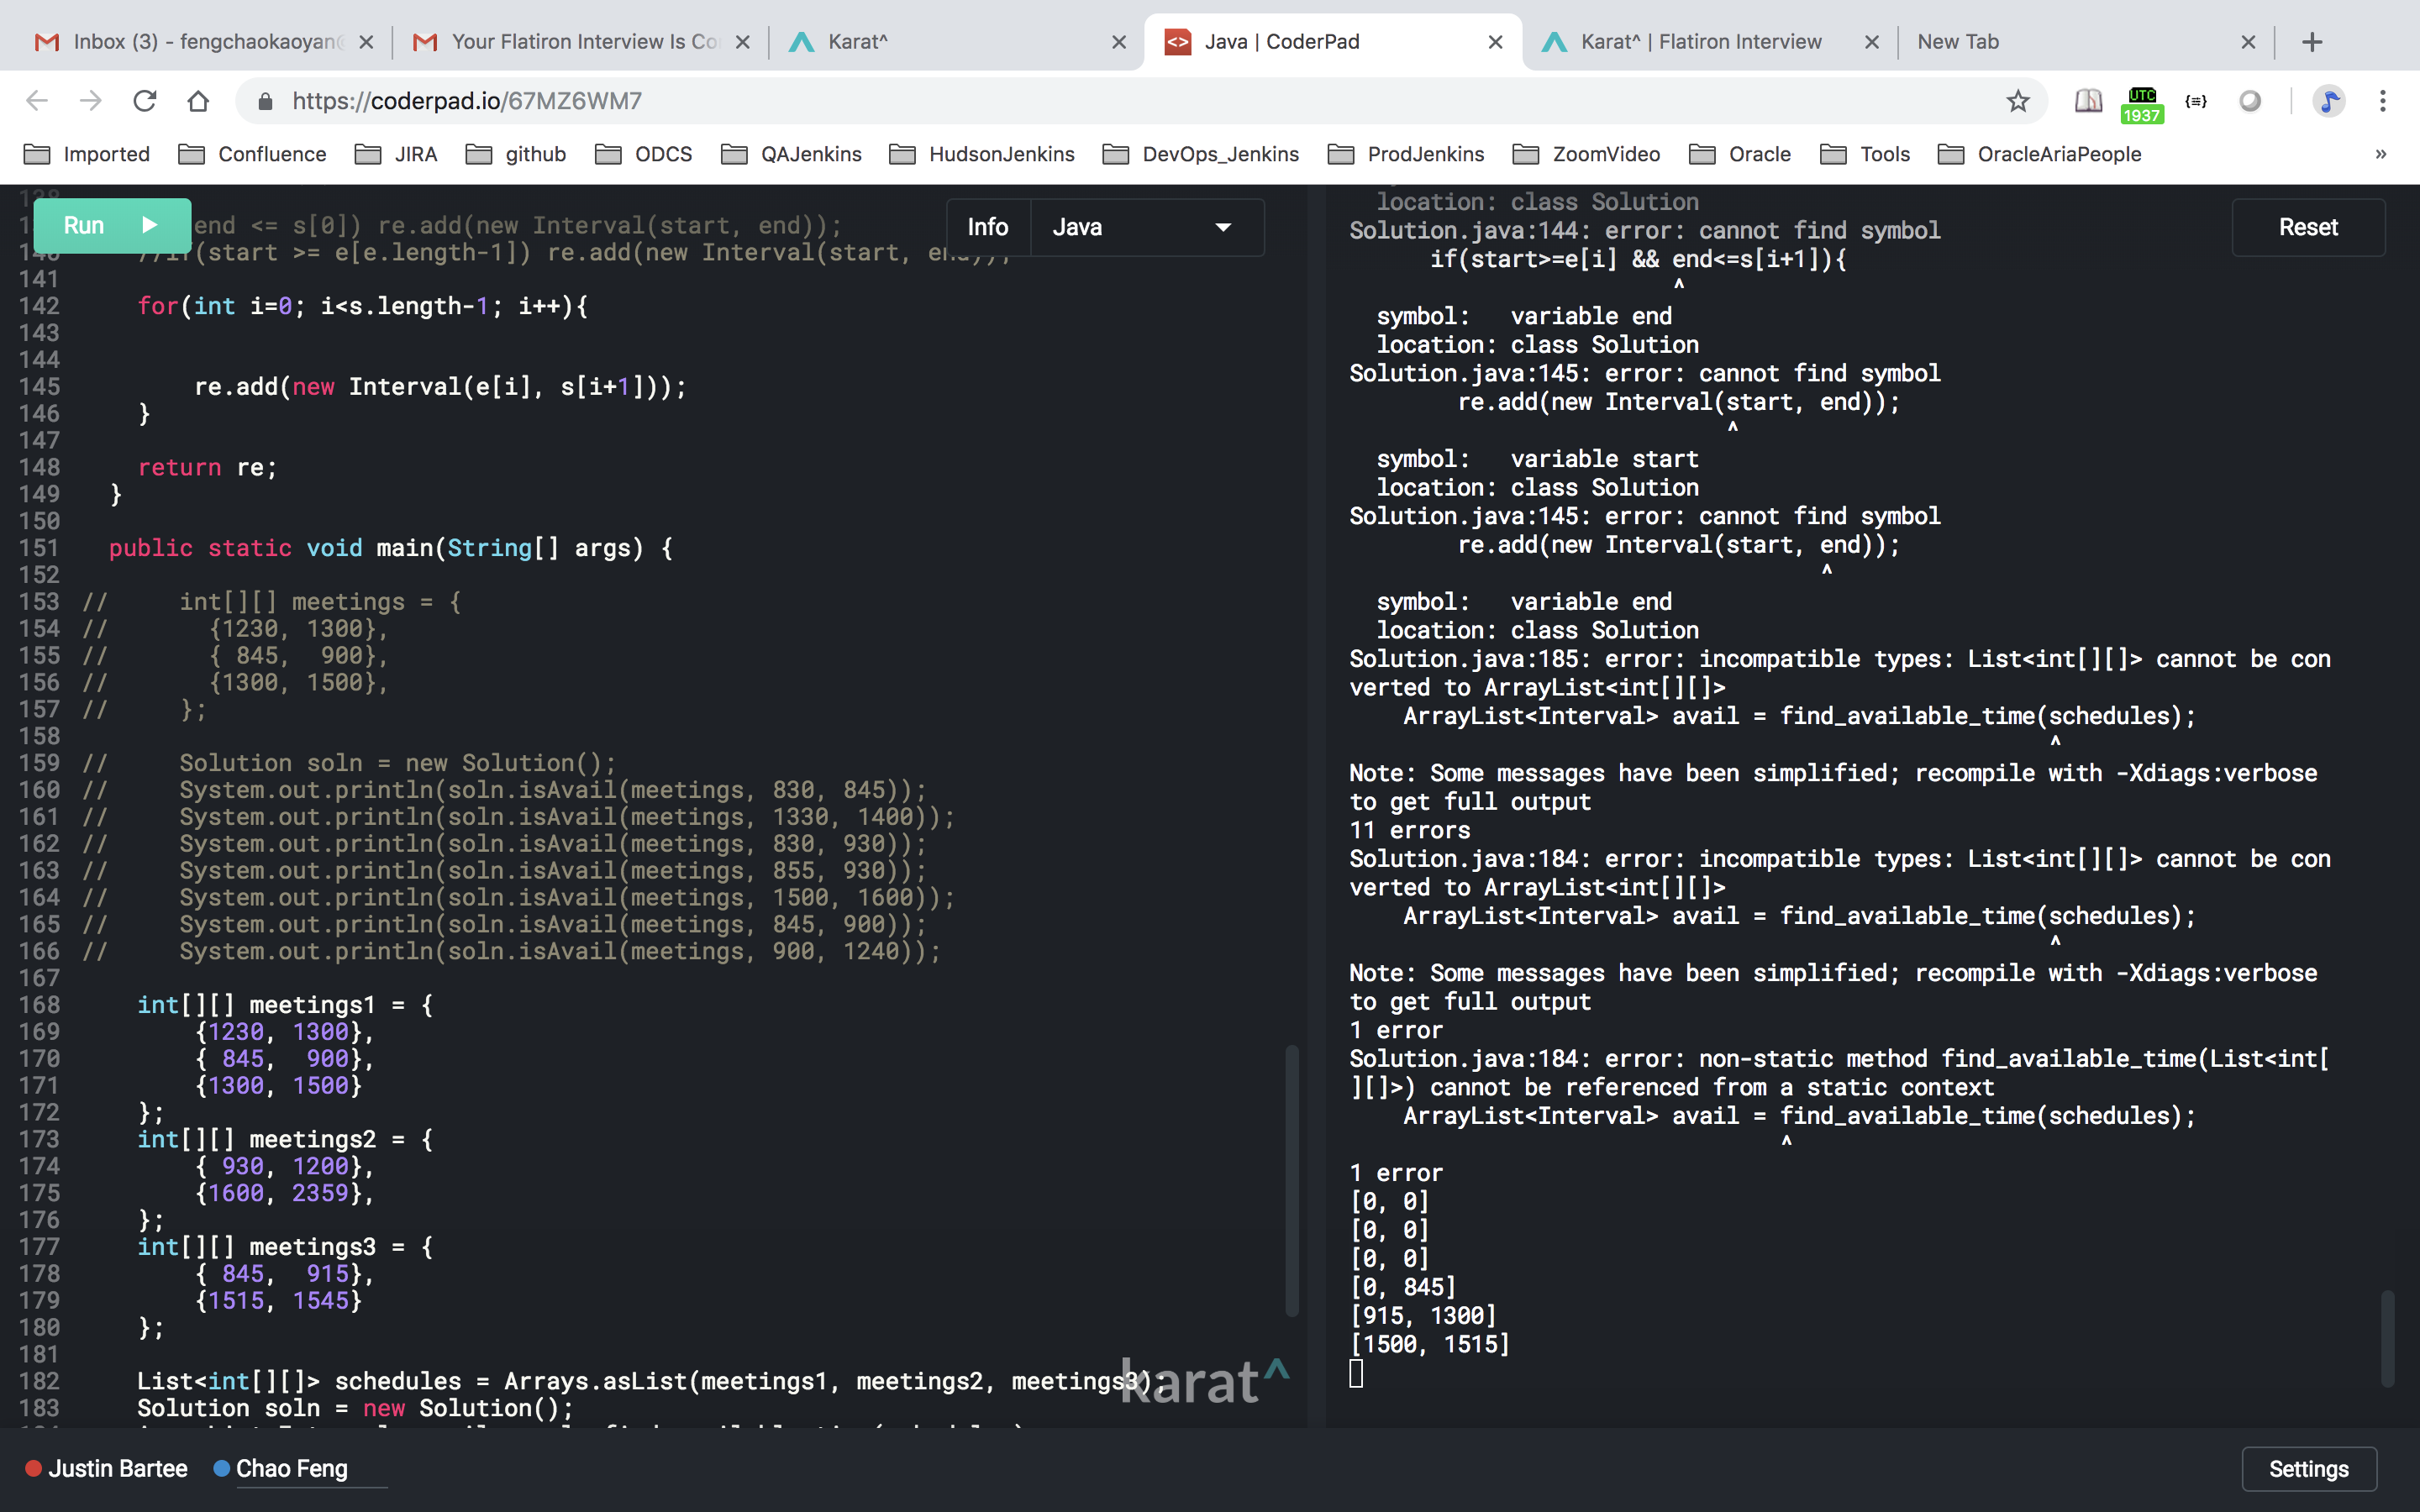 Inbox (3) - fengchaokaoyan
Your Flatiron Interview Is Co
Karat^
Java | CoderPad
Karat^ | Flatiron Interview
New Tab
https://coderpad.io/67MZ6WM7
UTC
1937
Imported
Confluence
JIRA
github
ODCS
QAJenkins
HudsonJenkins
DevOps_Jenkins
ProdJenkins
ZoomVideo
Oracle
Tools
OracleAriaPeople
»
Run
Info
Java
Reset
138
end <= s[0]) re.add(new Interval(start, end));
140 //if(start >= e[e.length-1]) re.add(new Interval(start, end));
141
142 for(int i=0; i<s.length-1; i++){
143
144
145 re.add(new Interval(e[i], s[i+1]));
146 }
147
148 return re;
149 }
150
151 public static void main(String[] args) {
152
153 // int[][] meetings = {
154 // {1230, 1300},
155 // { 845, 900},
156 // {1300, 1500},
157 // };
158
159 // Solution soln = new Solution();
160 // System.out.println(soln.isAvail(meetings, 830, 845));
161 // System.out.println(soln.isAvail(meetings, 1330, 1400));
162 // System.out.println(soln.isAvail(meetings, 830, 930));
163 // System.out.println(soln.isAvail(meetings, 855, 930));
164 // System.out.println(soln.isAvail(meetings, 1500, 1600));
165 // System.out.println(soln.isAvail(meetings, 845, 900));
166 // System.out.println(soln.isAvail(meetings, 900, 1240));
167
168 int[][] meetings1 = {
169 {1230, 1300},
170 { 845, 900},
171 {1300, 1500}
172 };
173 int[][] meetings2 = {
174 { 930, 1200},
175 {1600, 2359},
176 };
177 int[][] meetings3 = {
178 { 845, 915},
179 {1515, 1545}
180 };
181
182 List<int[][]> schedules = Arrays.asList(meetings1, meetings2, meetings3);
183 Solution soln = new Solution();
karat^
location: class Solution
Solution.java:144: error: cannot find symbol
if(start>=e[i] && end<=s[i+1]){
^
symbol: variable end
location: class Solution
Solution.java:145: error: cannot find symbol
re.add(new Interval(start, end));
^
symbol: variable start
location: class Solution
Solution.java:145: error: cannot find symbol
re.add(new Interval(start, end));
^
symbol: variable end
location: class Solution
Solution.java:185: error: incompatible types: List<int[][]> cannot be con
verted to ArrayList<int[][]>
ArrayList<Interval> avail = find_available_time(schedules);
^
Note: Some messages have been simplified; recompile with -Xdiags:verbose
to get full output
11 errors
Solution.java:184: error: incompatible types: List<int[][]> cannot be con
verted to ArrayList<int[][]>
ArrayList<Interval> avail = find_available_time(schedules);
^
Note: Some messages have been simplified; recompile with -Xdiags:verbose
to get full output
1 error
Solution.java:184: error: non-static method find_available_time(List<int[
][]>) cannot be referenced from a static context
ArrayList<Interval> avail = find_available_time(schedules);
^
1 error
[0, 0]
[0, 0]
[0, 0]
[0, 845]
[915, 1300]
[1500, 1515]
Justin Bartee
Chao Feng
Settings